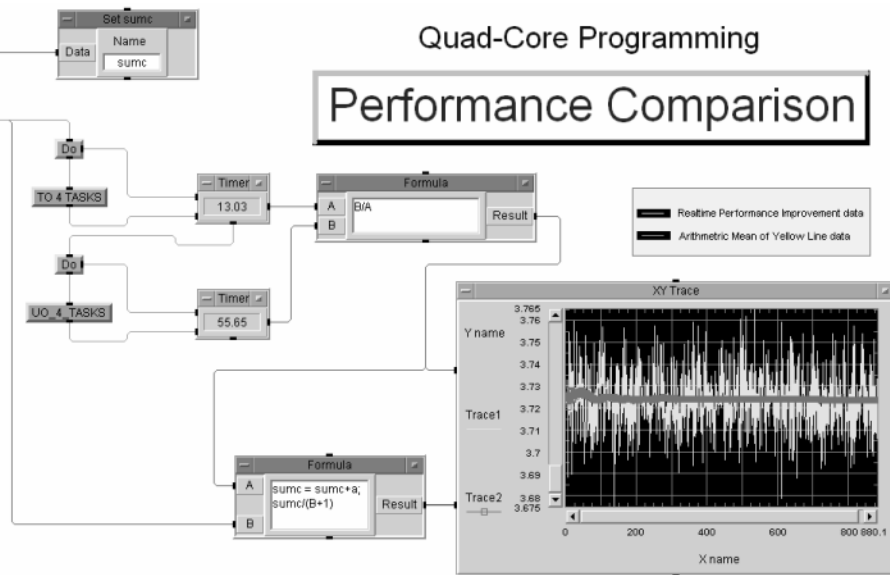 Set sumc
Data
Name
sumc
Quad-Core Programming
Performance Comparison
Do
TO 4 TASKS
Timer
13.03
Formula
A
B
B/A
Result
Realtime Performance Improvement data
Arithmetric Mean of Yellow Line data
Do
UO_4_TASKS
Timer
55.65
XY Trace
Y name
Trace1
Trace2
3.765
3.76
3.75
3.74
3.73
3.72
3.71
3.7
3.69
3.68
3.675
0 200 400 600 800 880.1
X name
Formula
A
B
sumc = sumc+a;
sumc/(B+1)
Result